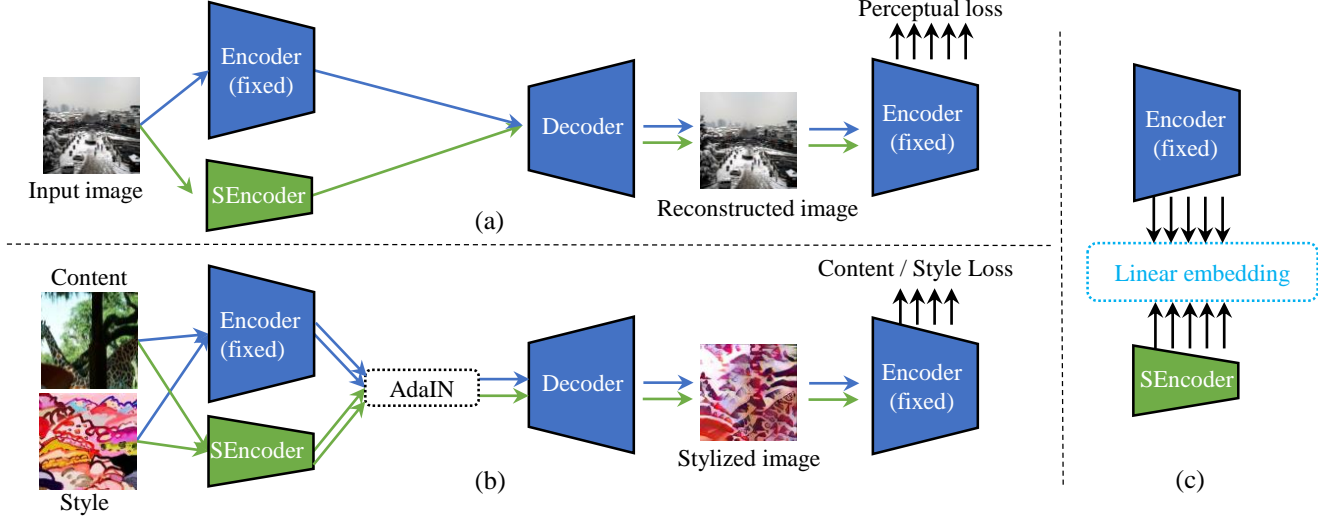 Perceptual loss
Encoder
(fixed)
Input image
SEncoder
Decoder
Reconstructed image
Encoder
(fixed)
(a)
Content
Encoder
(fixed)
Style
SEncoder
AdaIN
Decoder
Stylized image
Content / Style Loss
Encoder
(fixed)
(b)
Encoder
(fixed)
Linear embedding
SEncoder
(c)